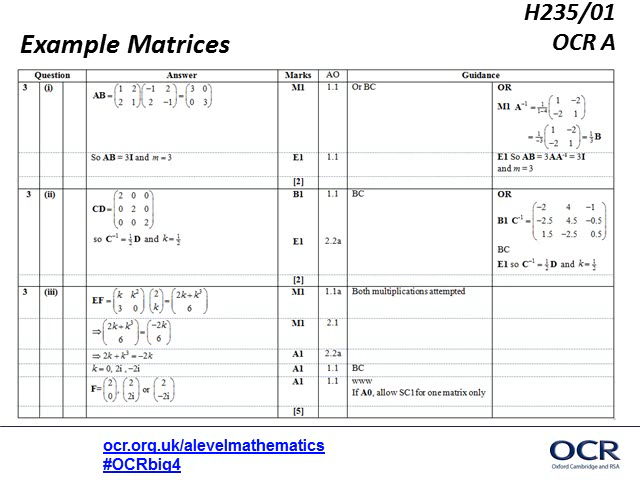 H235/01
OCR A
Example Matrices
Question Answer Marks AO Guidance
3 (i) AB = (1 2; 2 1)(-1 2; 2 -1) = (3 0; 0 3) M1 1.1 Or BC OR
M1 A⁻¹ = 1/(1-4) (1 -2; -2 1)
= 1/-3 (1 -2; -2 1) = 1/3 B
So AB = 3I and m = 3 E1 1.1 E1 So AB = 3AA⁻¹ = 3I
and m = 3
[2]
3 (ii) CD = (2 0 0; 0 2 0; 0 0 2) B1 1.1 BC OR
B1 C⁻¹ = (-2 4 -1; -2.5 4.5 -0.5; 1.5 -2.5 0.5)
BC
so C⁻¹ = ½D and k = ½ E1 2.2a E1 so C⁻¹ = ½D and k = ½
[2]
3 (iii) EF = (k k²; 3 0)(2; k) = (2k + k³; 6) M1 1.1a Both multiplications attempted
⇒ (2k + k³; 6) = (-2k; 6) M1 2.1
⇒ 2k + k³ = -2k A1 2.2a
k = 0, 2i, -2i A1 1.1 BC
F = (2; 0), (2; 2i) or (2; -2i) A1 1.1 www
If A0, allow SC1 for one matrix only
[5]
ocr.org.uk/alevelmathematics
#OCRbig4
OCR
Oxford Cambridge and RSA